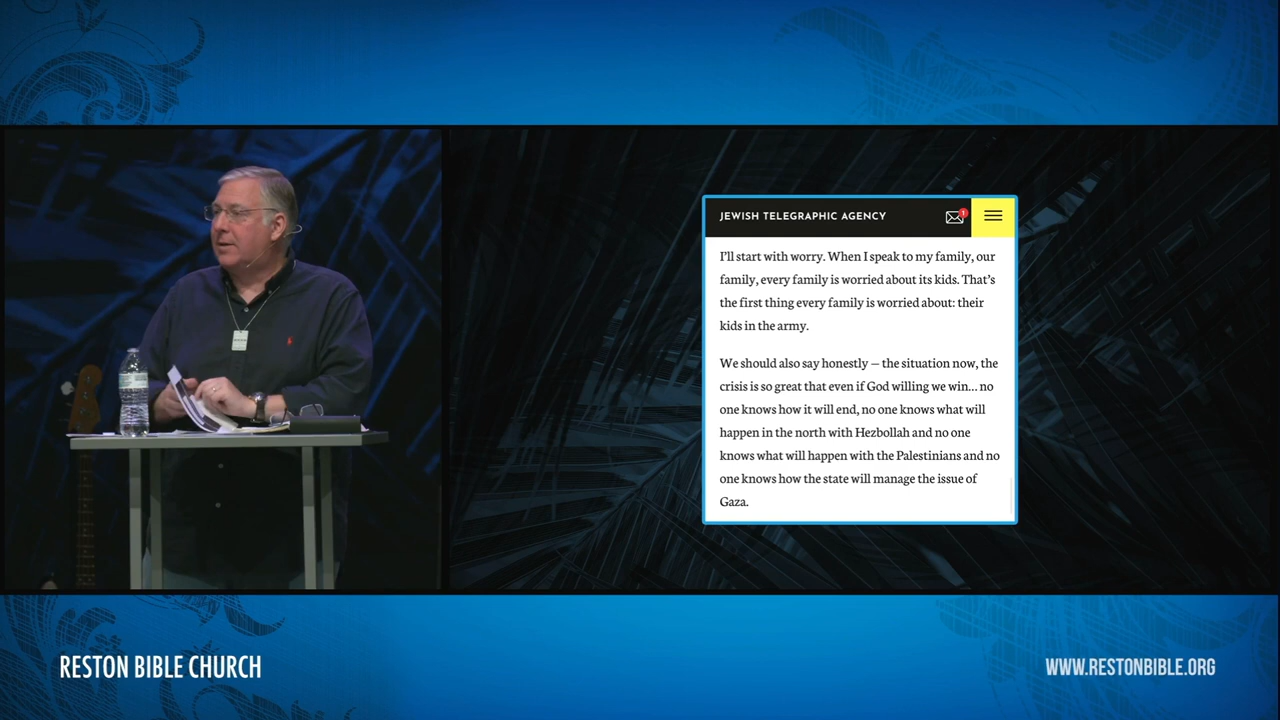 JEWISH TELEGRAPHIC AGENCY
I'll start with worry. When I speak to my family, our
family, every family is worried about its kids. That's
the first thing every family is worried about: their
kids in the army.
We should also say honestly — the situation now, the
crisis is so great that even if God willing we win... no
one knows how it will end, no one knows what will
happen in the north with Hezbollah and no one
knows what will happen with the Palestinians and no
one knows how the state will manage the issue of
Gaza.
RESTON BIBLE CHURCH
WWW.RESTONBIBLE.ORG